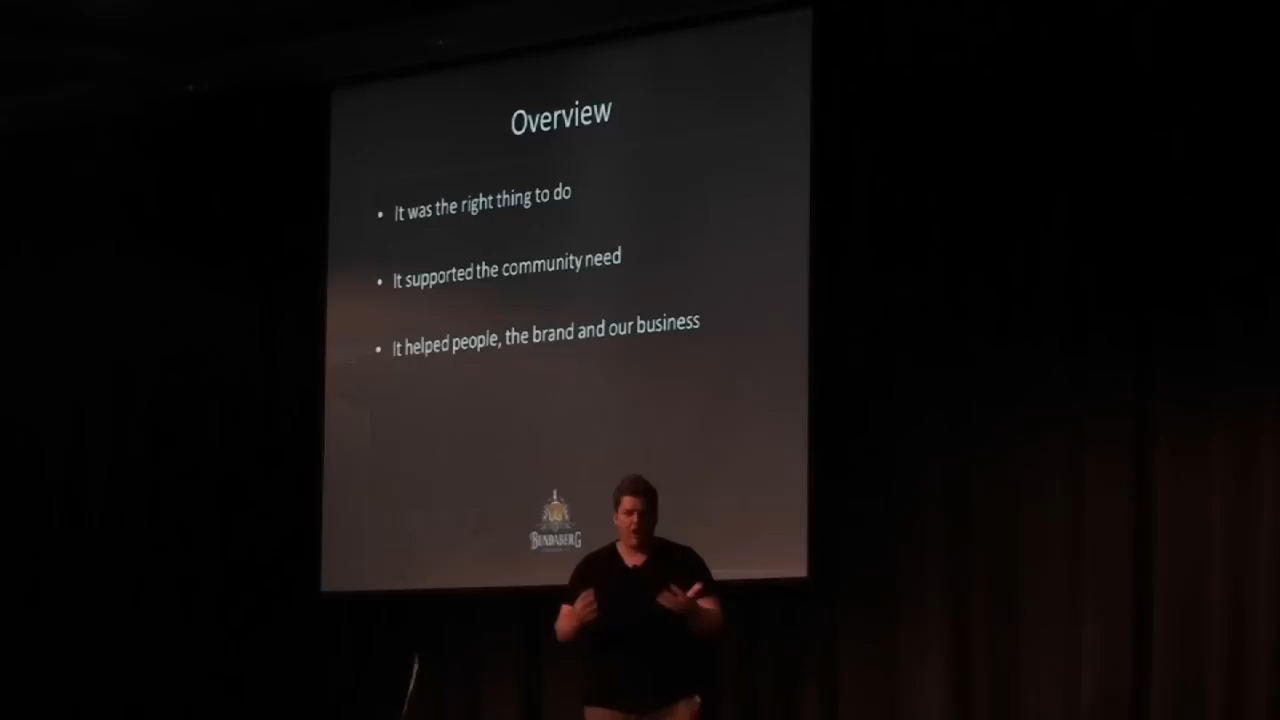 Overview
• It was the right thing to do
• It supported the community need
• It helped people, the brand and our business
BUNDABERG